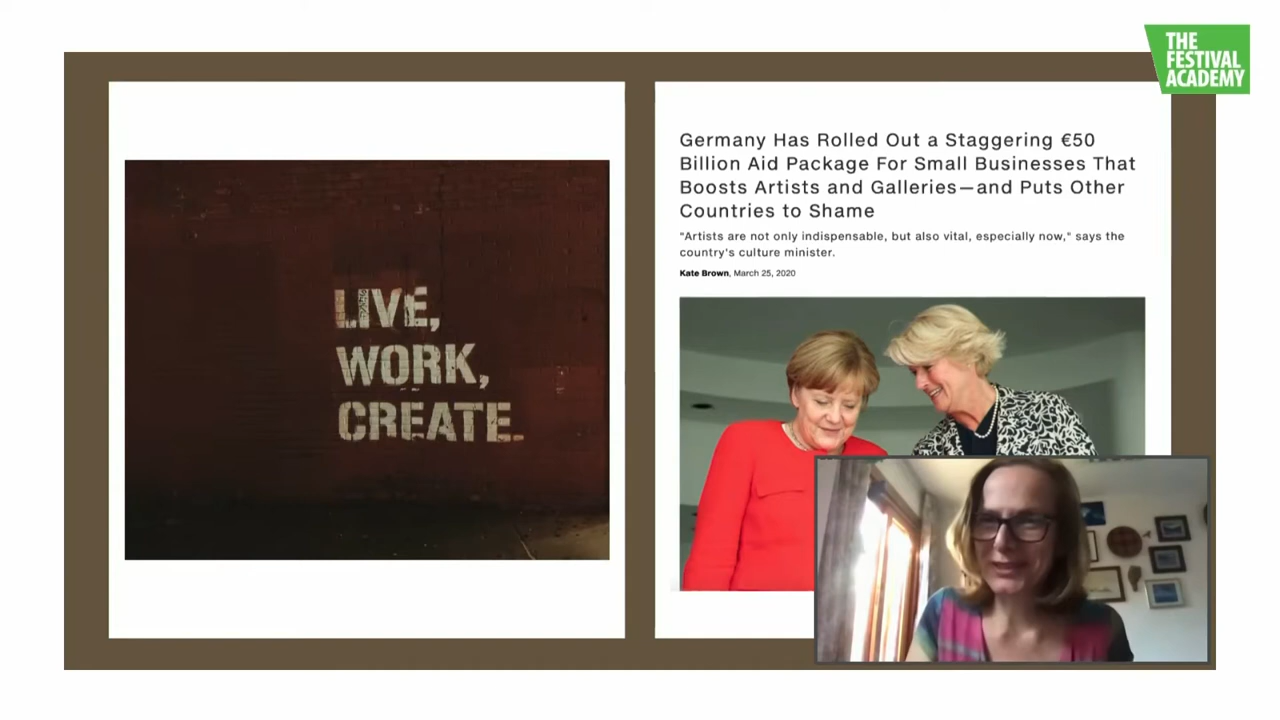 THE
FESTIVAL
ACADEMY
LIVE,
WORK,
CREATE.
Germany Has Rolled Out a Staggering €50
Billion Aid Package For Small Businesses That
Boosts Artists and Galleries—and Puts Other
Countries to Shame
"Artists are not only indispensable, but also vital, especially now," says the
country's culture minister.
Kate Brown, March 25, 2020